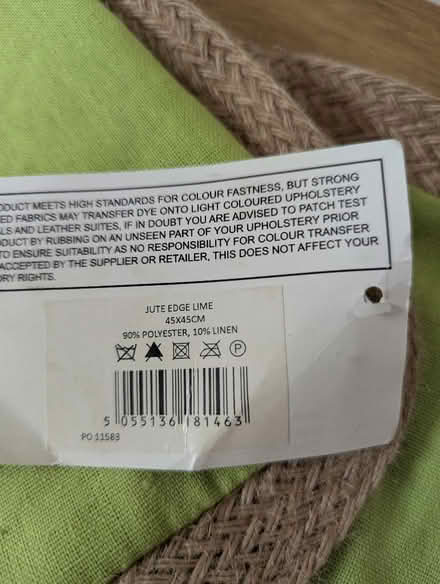 ODUCT MEETS HIGH STANDARDS FOR COLOUR FASTNESS, BUT STRONG
ED FABRICS MAY TRANSFER DYE ONTO LIGHT COLOURED UPHOLSTERY
LS AND LEATHER SUITES, IF IN DOUBT YOU ARE ADVISED TO PATCH TEST
ODUCT BY RUBBING ON AN UNSEEN PART OF YOUR UPHOLSTERY PRIOR
TO ENSURE SUITABILITY AS NO RESPONSIBILITY FOR COLOUR TRANSFER
ACCEPTED BY THE SUPPLIER OR RETAILER, THIS DOES NOT AFFECT YOUR
ORY RIGHTS.
JUTE EDGE LIME
45X45CM
90% POLYESTER, 10% LINEN
P
5 055136 81463
PO 11583